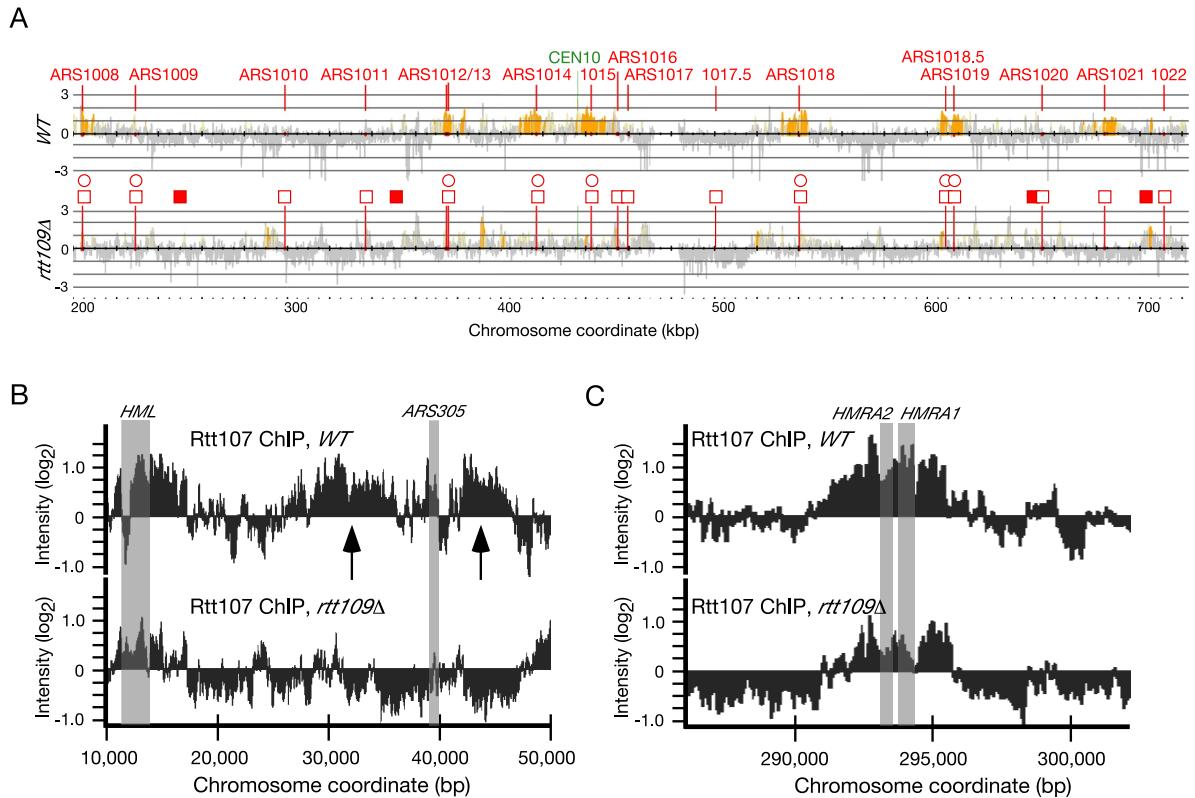 A
CEN10 ARS1016 ARS1018.5
ARS1008 ARS1009 ARS1010 ARS1011 ARS1012/13 ARS1014 1015 ARS1017 1017.5 ARS1018 ARS1019 ARS1020 ARS1021 1022
3
WT
0
-3
3
rtt109Δ
0
-3
200 300 400 500 600 700
Chromosome coordinate (kbp)
B
HML ARS305
Rtt107 ChIP, WT
Intensity (log2)
1.0
0
-1.0
Rtt107 ChIP, rtt109Δ
Intensity (log2)
1.0
0
-1.0
10,000 20,000 30,000 40,000 50,000
Chromosome coordinate (bp)
C
HMRA2 HMRA1
Rtt107 ChIP, WT
Intensity (log2)
1.0
0
-1.0
Rtt107 ChIP, rtt109Δ
Intensity (log2)
1.0
0
-1.0
290,000 295,000 300,000
Chromosome coordinate (bp)